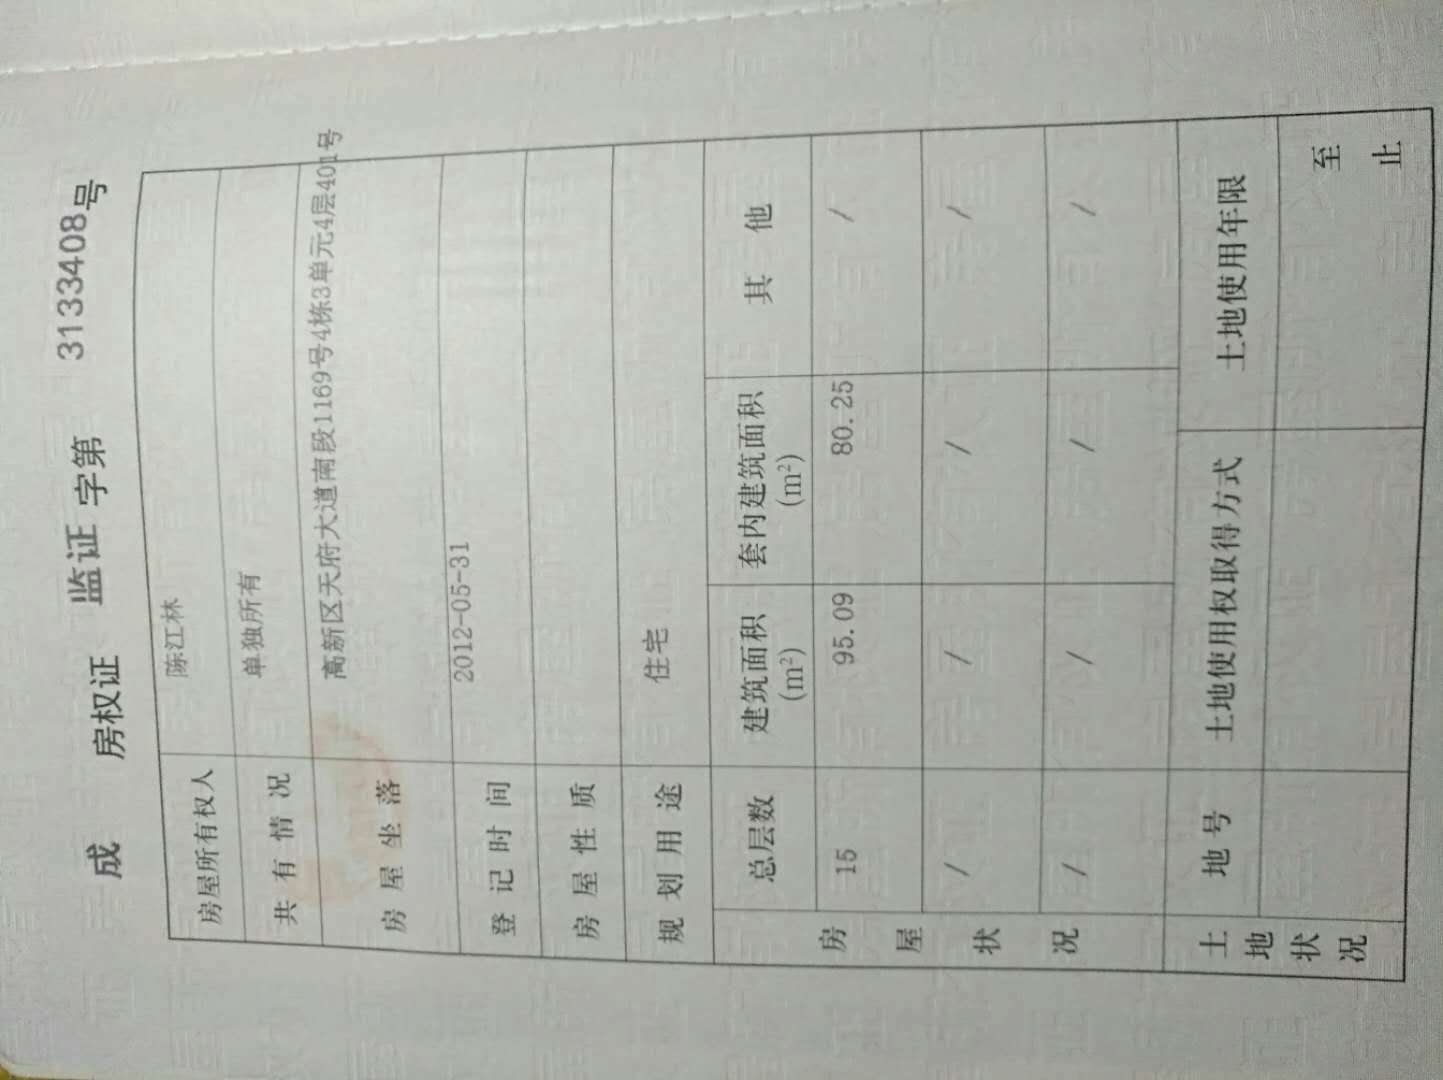 成 房权证 监证 字第 3133408号
房屋所有权人 陈江林
共有情况 单独所有
房屋坐落 高新区天府大道南段1169号4栋3单元4层401号
登记时间 2012-05-31
房屋性质
规划用途 住宅
房屋状况
总层数 建筑面积(m²) 套内建筑面积(m²) 其他
15 95.09 80.25 /
/ / / /
/ / / /
土地状况
地号 土地使用权取得方式 土地使用年限
至
止